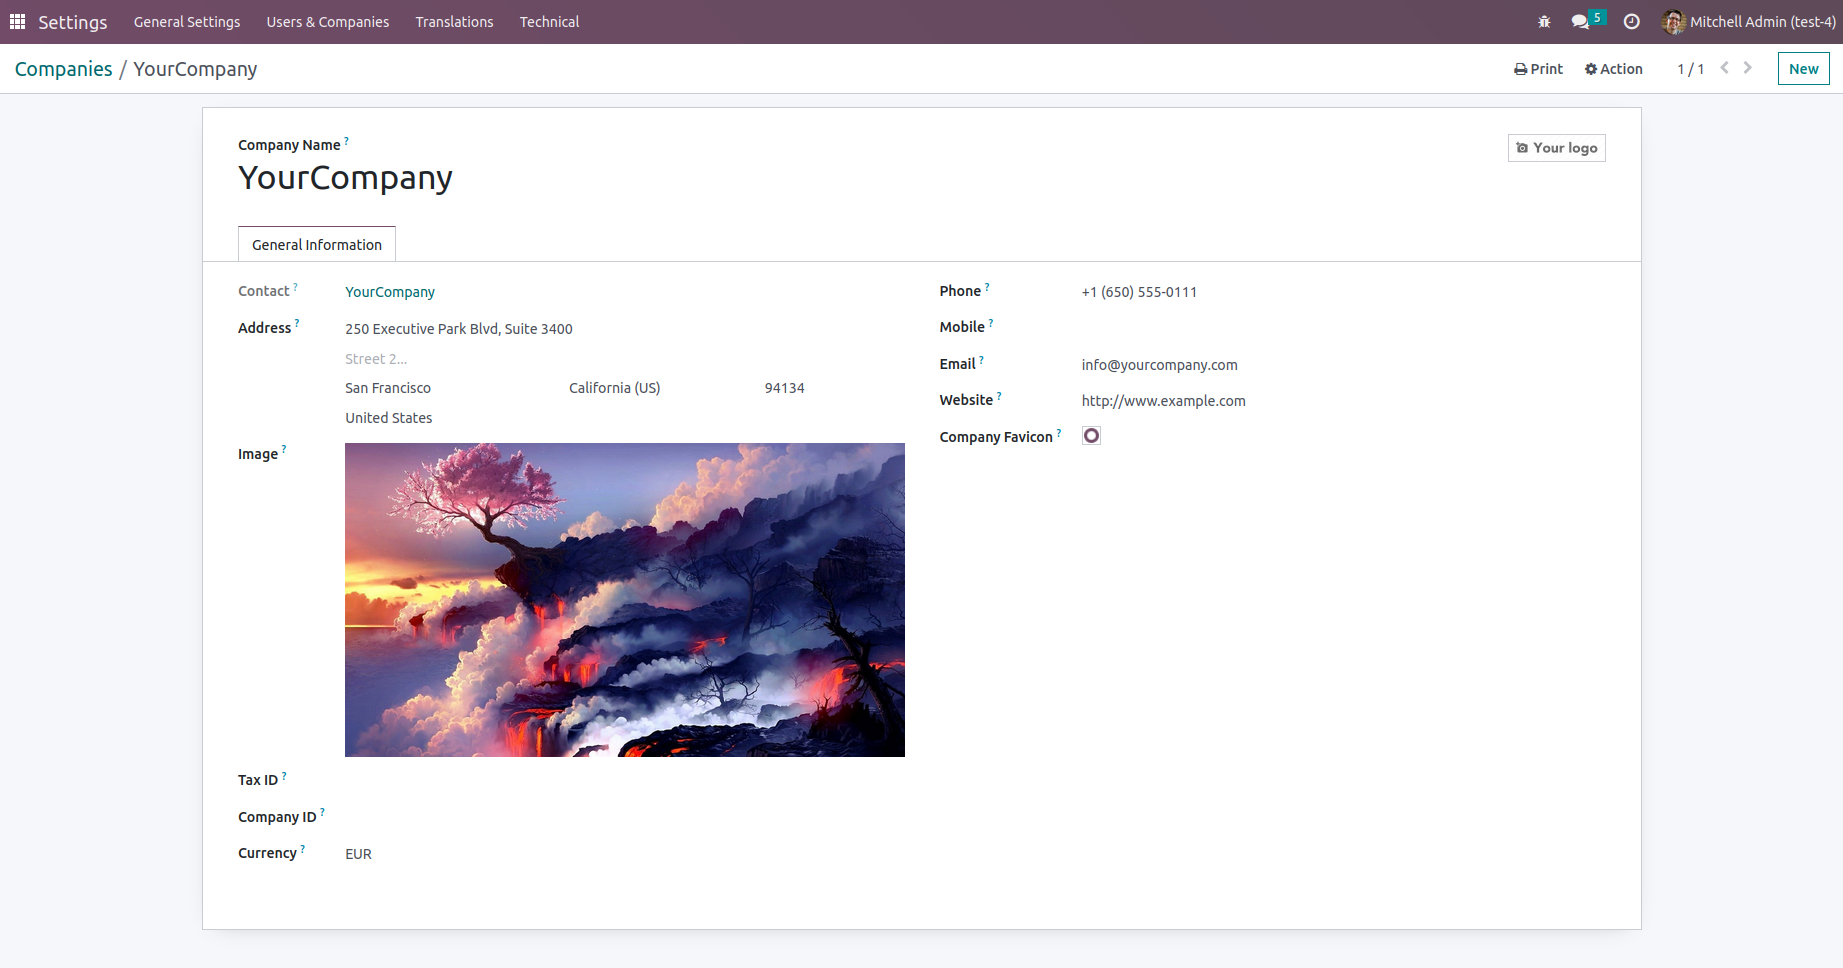 Settings General Settings Users & Companies Translations Technical 5 Mitchell Admin (test-4)
Companies / YourCompany Print Action 1 / 1 New
Company Name ?
Your logo
YourCompany
General Information
Contact ? YourCompany
Address ? 250 Executive Park Blvd, Suite 3400
Street 2...
San Francisco California (US) 94134
United States
Image ?
Tax ID ?
Company ID ?
Currency ? EUR
Phone ? +1 (650) 555-0111
Mobile ?
Email ? info@yourcompany.com
Website ? http://www.example.com
Company Favicon ?